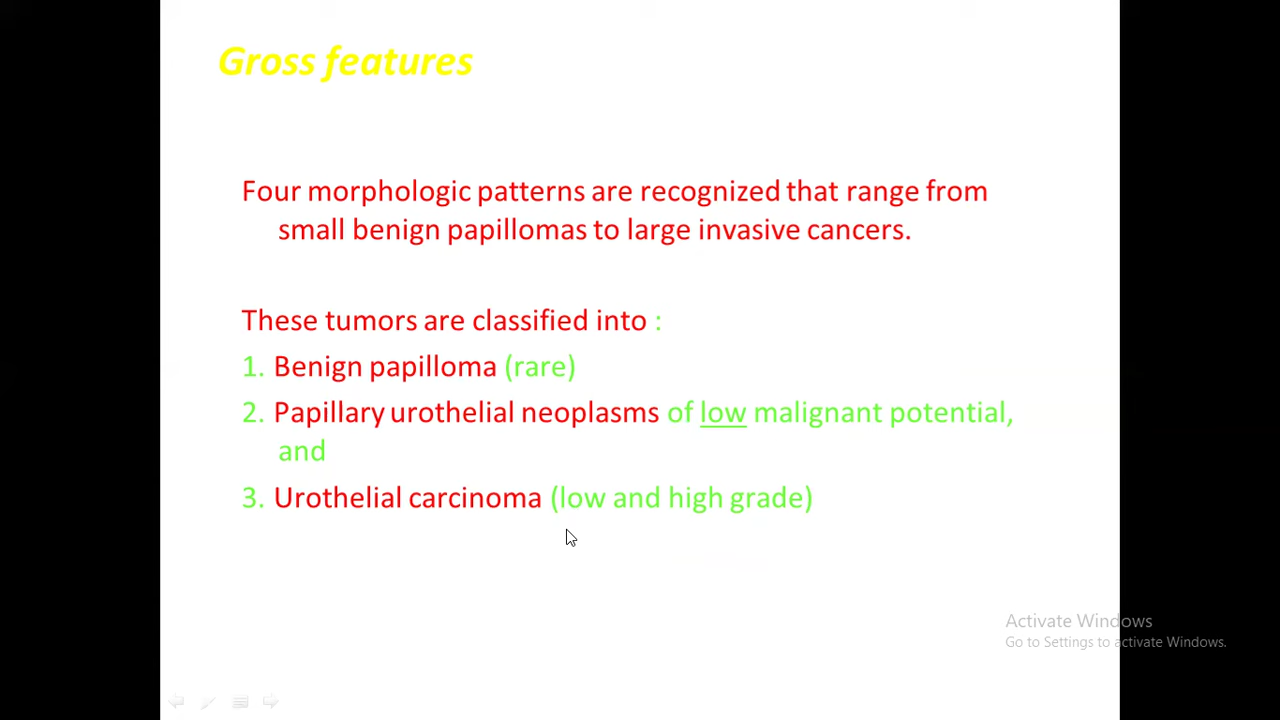 Gross features
Four morphologic patterns are recognized that range from
small benign papillomas to large invasive cancers.
These tumors are classified into :
1. Benign papilloma (rare)
2. Papillary urothelial neoplasms of low malignant potential,
and
3. Urothelial carcinoma (low and high grade)
Activate Windows
Go to Settings to activate Windows.